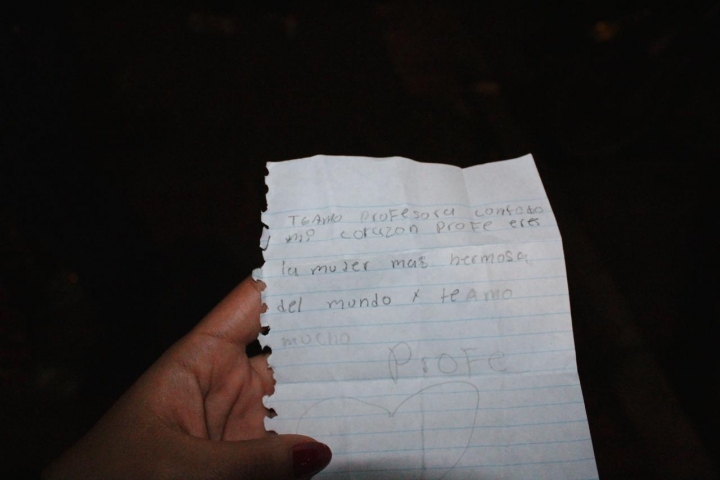 TEAMO Profesora contodo
mi corazon Profe eres
la muJer mas hermosa
del mundo x teAmo
mucho
Profe